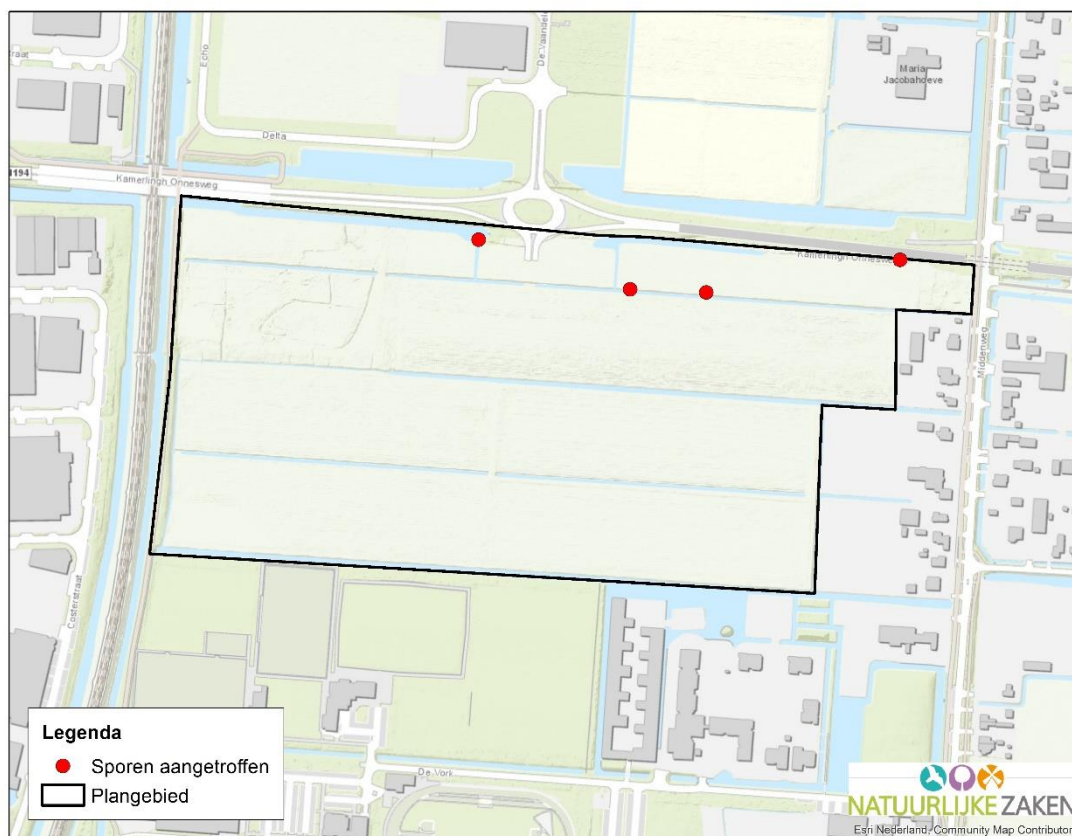 Echo
De Vaandel
Maria
Jacobahoeve
Delta
Kamerlingh Onnesweg
Kamerlingh Onnesweg
Middenweg
Costerstraat
De Vork
Legenda
Sporen aangetroffen
Plangebied
NATUURLIJKE ZAKEN
Esri Nederland, Community Map Contributors